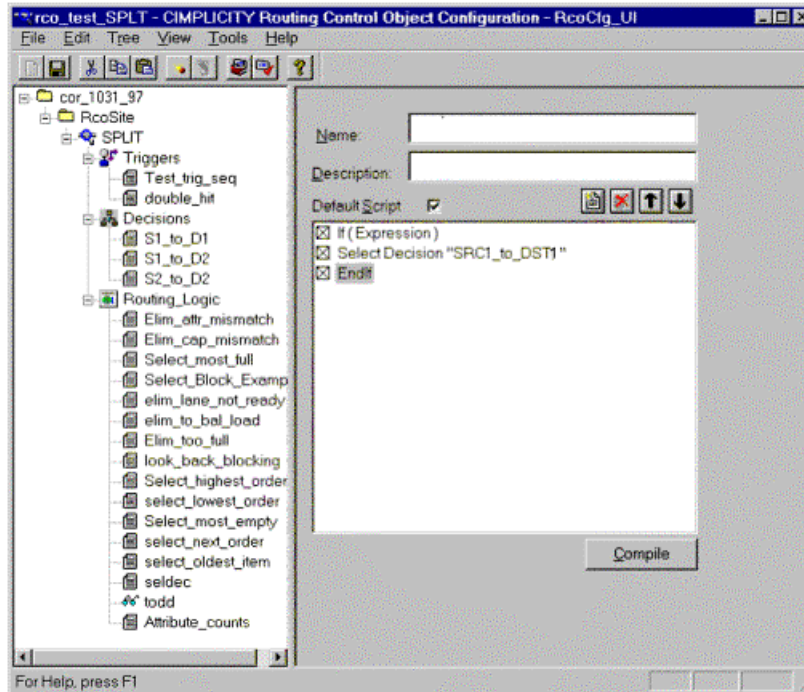 rco_test_SPLT - CIMPLICITY Routing Control Object Configuration - RcoCfg_UI
File Edit Tree View Tools Help
cor_1031_97
RcoSite
SPLIT
Triggers
Test_trig_seq
double_hit
Decisions
S1_to_D1
S1_to_D2
S2_to_D2
Routing_Logic
Elim_attr_mismatch
Elim_cap_mismatch
Select_most_full
Select_Block_Examp
elim_lane_not_ready
elim_to_bal_load
Elim_too_full
look_back_blocking
Select_highest_order
select_lowest_order
Select_most_empty
select_next_order
select_oldest_item
seldec
todd
Attribute_counts
Name:
Description:
Default Script
If ( Expression )
Select Decision "SRC1_to_DST1"
EndIf
Compile
For Help, press F1